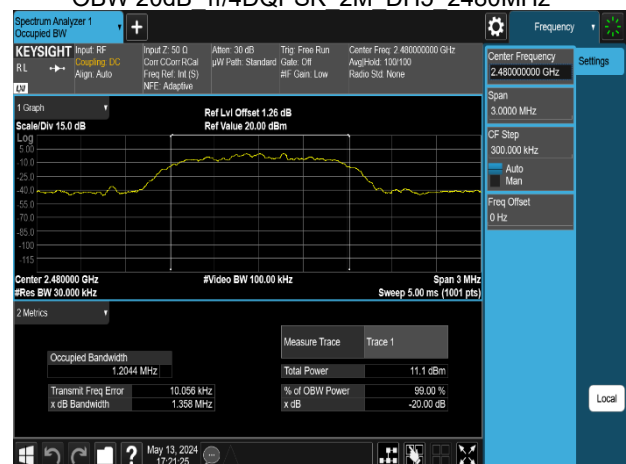 OBW 20dB_π/4DQPSK_2M_DH5_2480MHz
Spectrum Analyzer 1
Occupied BW
Frequency
KEYSIGHT
RL
LXI
Input: RF
Coupling: DC
Align: Auto
Input Z: 50 Ω
Corr CCorr RCal
Freq Ref: Int (S)
NFE: Adaptive
Atten: 30 dB
µW Path: Standard
Trig: Free Run
Gate: Off
#IF Gain: Low
Center Freq: 2.480000000 GHz
Avg|Hold: 100/100
Radio Std: None
1 Graph
Scale/Div 15.0 dB
Ref Lvl Offset 1.26 dB
Ref Value 20.00 dBm
Log
5.00
-10.0
-25.0
-40.0
-55.0
-70.0
-85.0
-100
-115
Center 2.480000 GHz
#Res BW 30.000 kHz
#Video BW 100.00 kHz
Span 3 MHz
Sweep 5.00 ms (1001 pts)
2 Metrics
Occupied Bandwidth
1.2044 MHz
Transmit Freq Error 10.056 kHz
x dB Bandwidth 1.358 MHz
Measure Trace Trace 1
Total Power 11.1 dBm
% of OBW Power 99.00 %
x dB -20.00 dB
Center Frequency
2.480000000 GHz
Span
3.0000 MHz
CF Step
300.000 kHz
Auto
Man
Freq Offset
0 Hz
Settings
Local
?
May 13, 2024
17:21:25